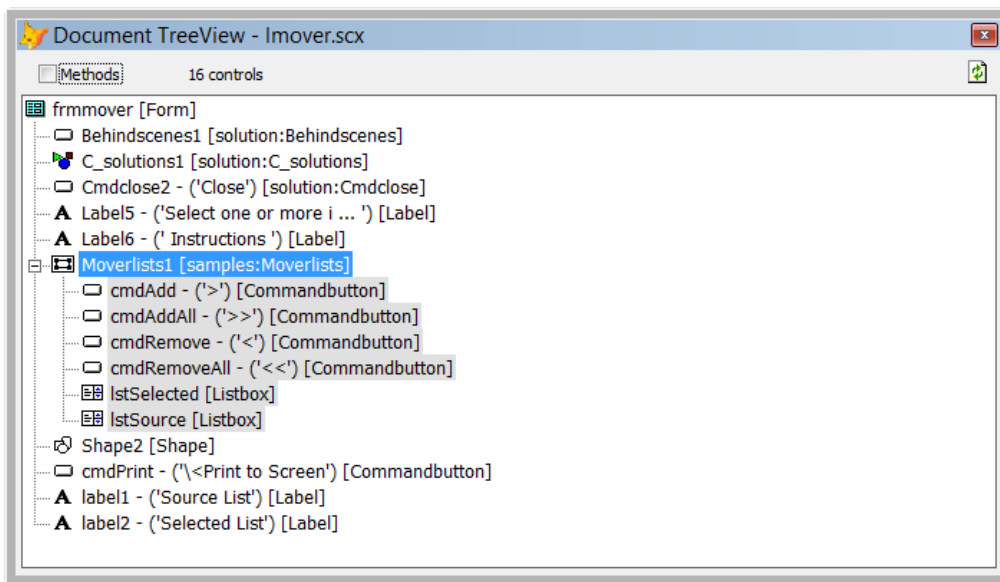 Document TreeView - lmover.scx
Methods 16 controls
frmmover [Form]
Behindscenes1 [solution:Behindscenes]
C_solutions1 [solution:C_solutions]
Cmdclose2 - ('Close') [solution:Cmdclose]
A Label5 - ('Select one or more i ... ') [Label]
A Label6 - (' Instructions ') [Label]
Moverlists1 [samples:Moverlists]
cmdAdd - ('>') [Commandbutton]
cmdAddAll - ('>>') [Commandbutton]
cmdRemove - ('<') [Commandbutton]
cmdRemoveAll - ('<<') [Commandbutton]
lstSelected [Listbox]
lstSource [Listbox]
Shape2 [Shape]
cmdPrint - ('\<Print to Screen') [Commandbutton]
A label1 - ('Source List') [Label]
A label2 - ('Selected List') [Label]